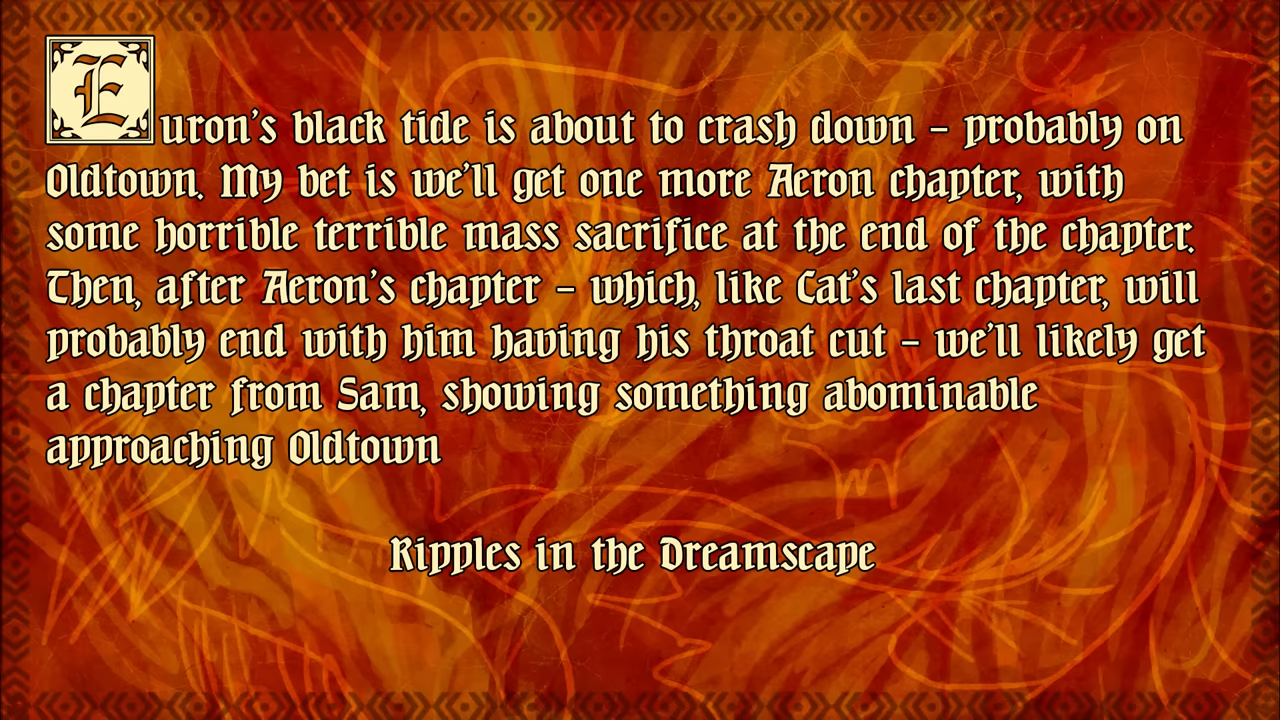 Euron's black tide is about to crash down – probably on
Oldtown. My bet is we'll get one more Aeron chapter, with
some horrible terrible mass sacrifice at the end of the chapter.
Then, after Aeron's chapter – which, like Cat's last chapter, will
probably end with him having his throat cut – we'll likely get
a chapter from Sam, showing something abominable
approaching Oldtown
Ripples in the Dreamscape